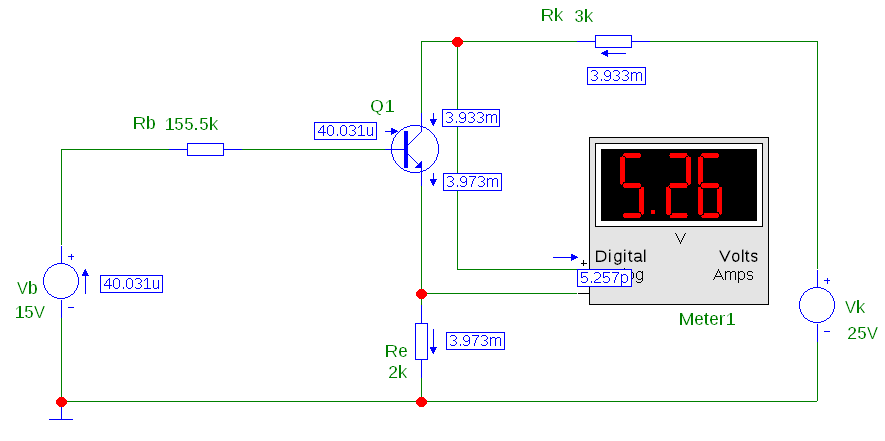 Rk 3k
3.933m
Q1
3.933m
Rb 155.5k
40.031u
3.973m
5.26
V
+
Digital Volts
+
Amps
5.257p
+
Vb
40.031u
15V
-
+
Vk
25V
-
Meter1
3.973m
Re
2k